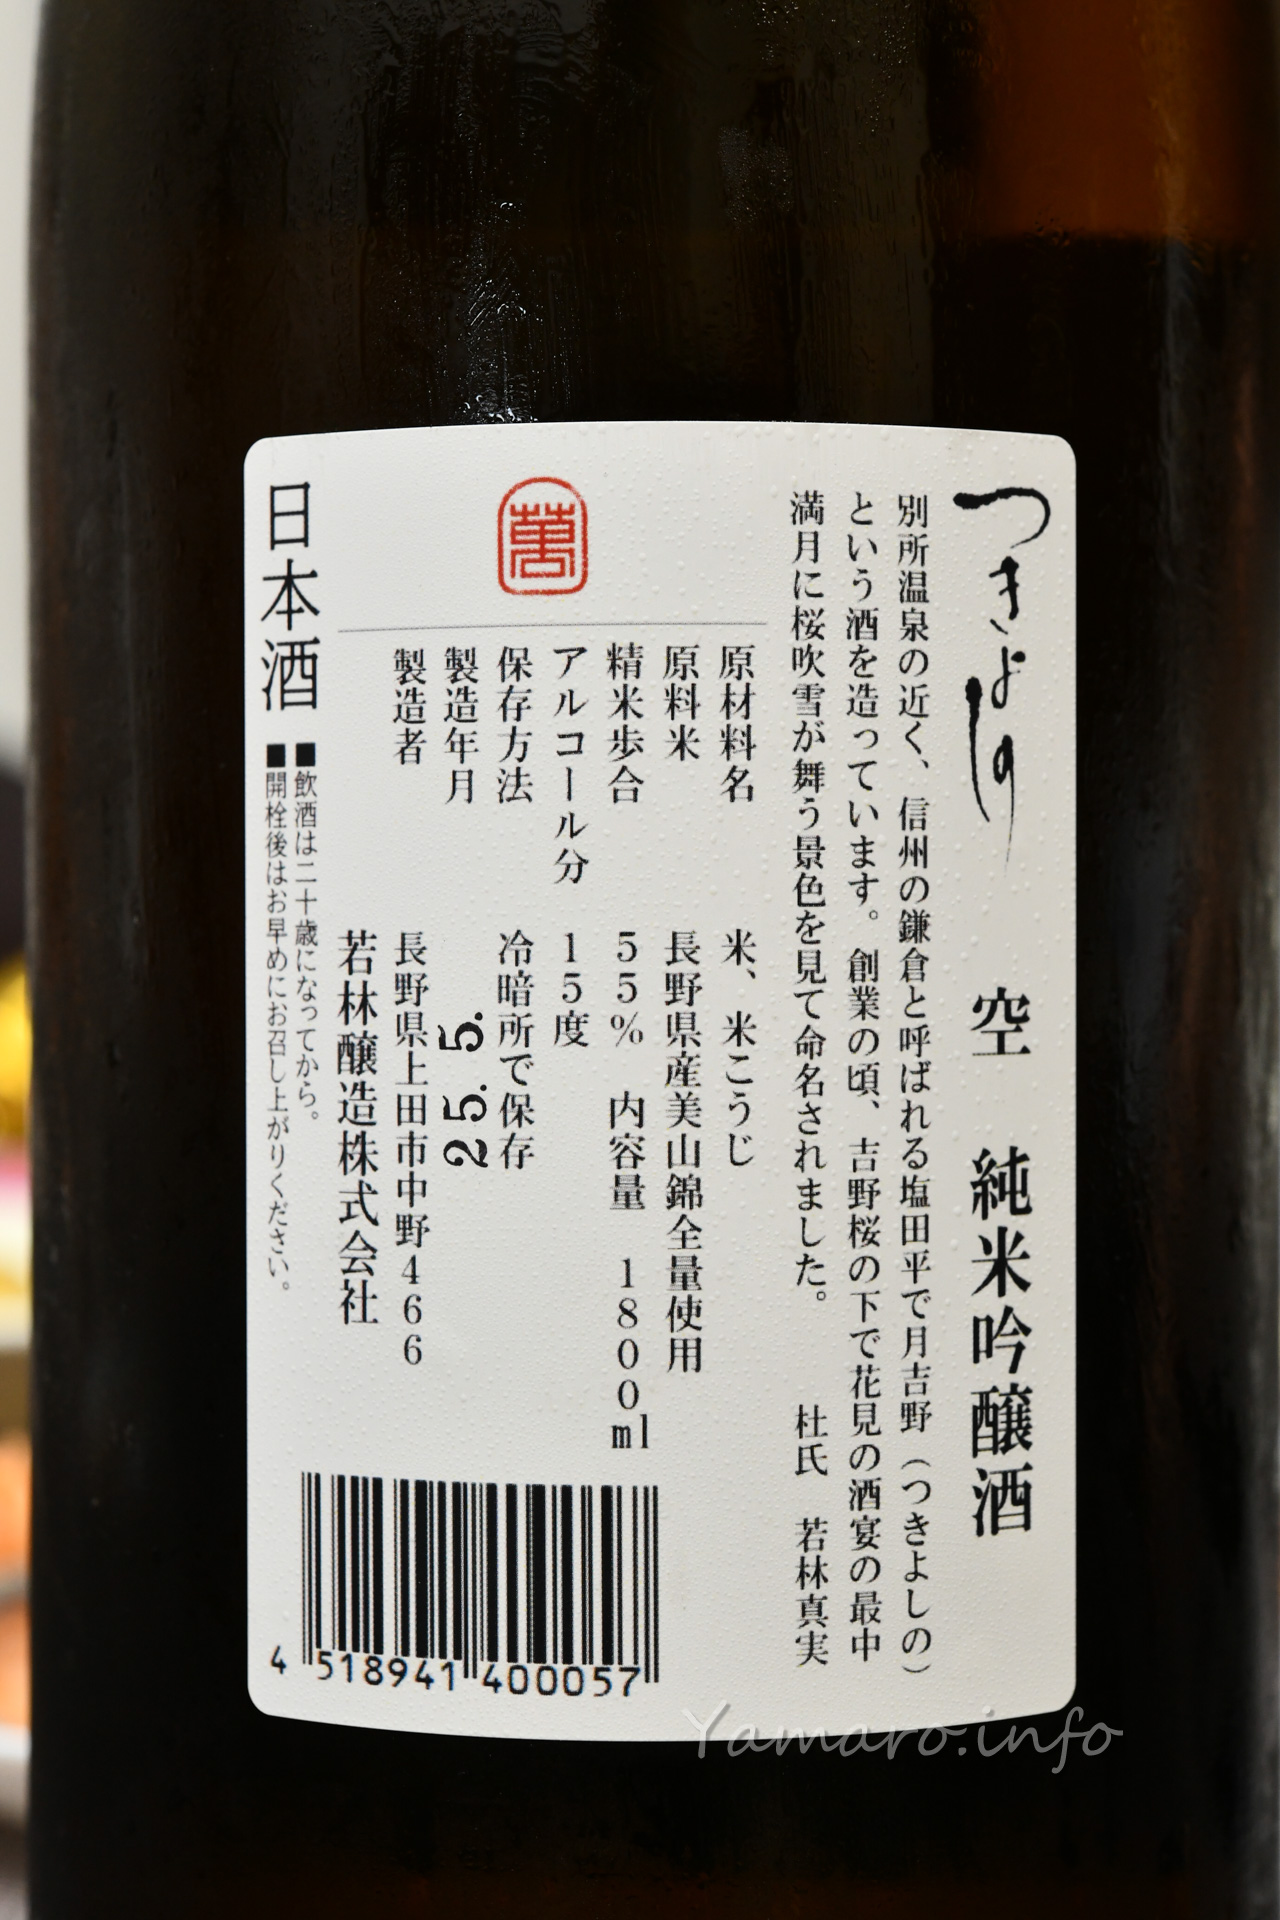 つきよしの 空 純米吟醸酒
別所温泉の近く、信州の鎌倉と呼ばれる塩田平で月吉野（つきよしの）
という酒を造っています。創業の頃、吉野桜の下で花見の酒宴の最中
満月に桜吹雪が舞う景色を見て命名されました。 杜氏 若林真実
萬
原材料名 米、米こうじ
原料米 長野県産美山錦全量使用
精米歩合 55% 内容量 1800ml
アルコール分 15度
保存方法 冷暗所で保存
製造年月 25.5.
製造者 長野県上田市中野466
若林醸造株式会社
日本酒
■飲酒は二十歳になってから。
■開栓後はお早めにお召し上がりください。
4 518941 400057
Yamaro.info